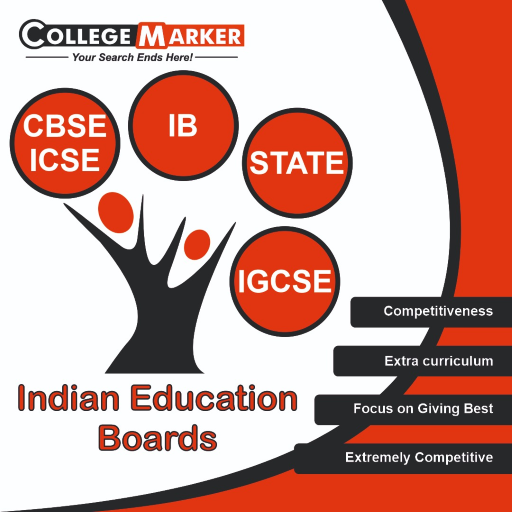 COLLEGE MARKER
Your Search Ends Here!
CBSE
ICSE
IB
STATE
IGCSE
Competitiveness
Extra curriculum
Focus on Giving Best
Extremely Competitive
Indian Education
Boards